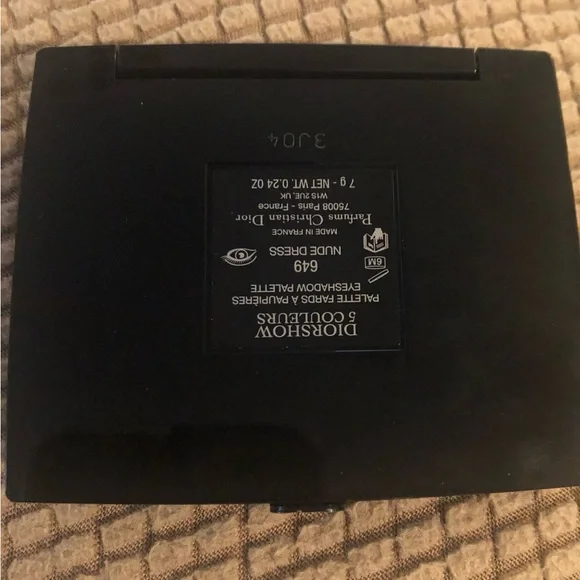 DIORSHOW
5 COULEURS
PALETTE FARDS À PAUPIÈRES
EYESHADOW PALETTE
649
NUDE DRESS
6M
MADE IN FRANCE
Parfums Christian Dior
75008 Paris - France
W1S 2UE, UK
7 g - NET WT. 0.24 OZ
3J04